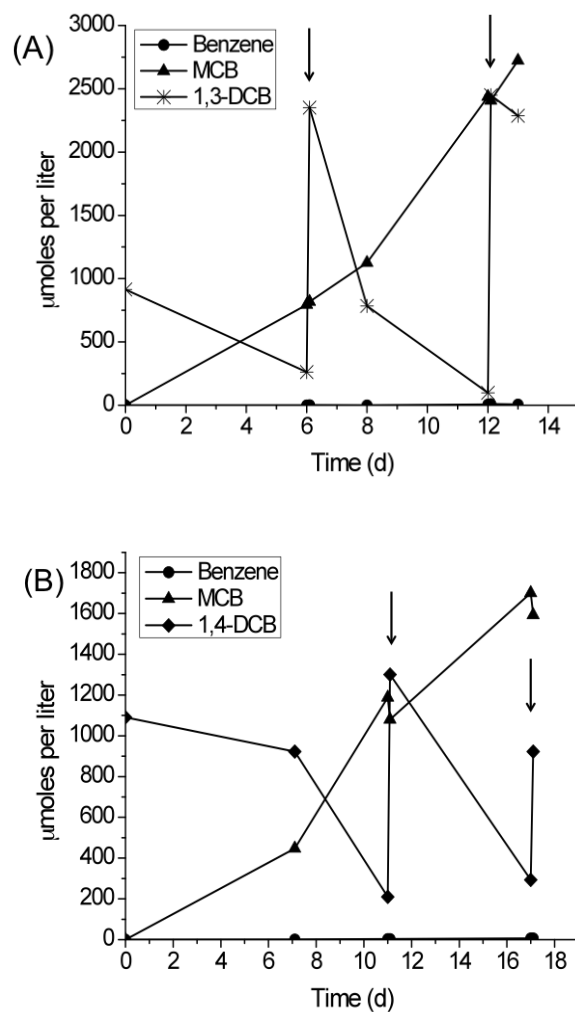 (A)
Benzene
MCB
1,3-DCB
3000
2500
2000
1500
1000
500
0
μmoles per liter
0 2 4 6 8 10 12 14
Time (d)
(B)
Benzene
MCB
1,4-DCB
1800
1600
1400
1200
1000
800
600
400
200
0
μmoles per liter
0 2 4 6 8 10 12 14 16 18
Time (d)